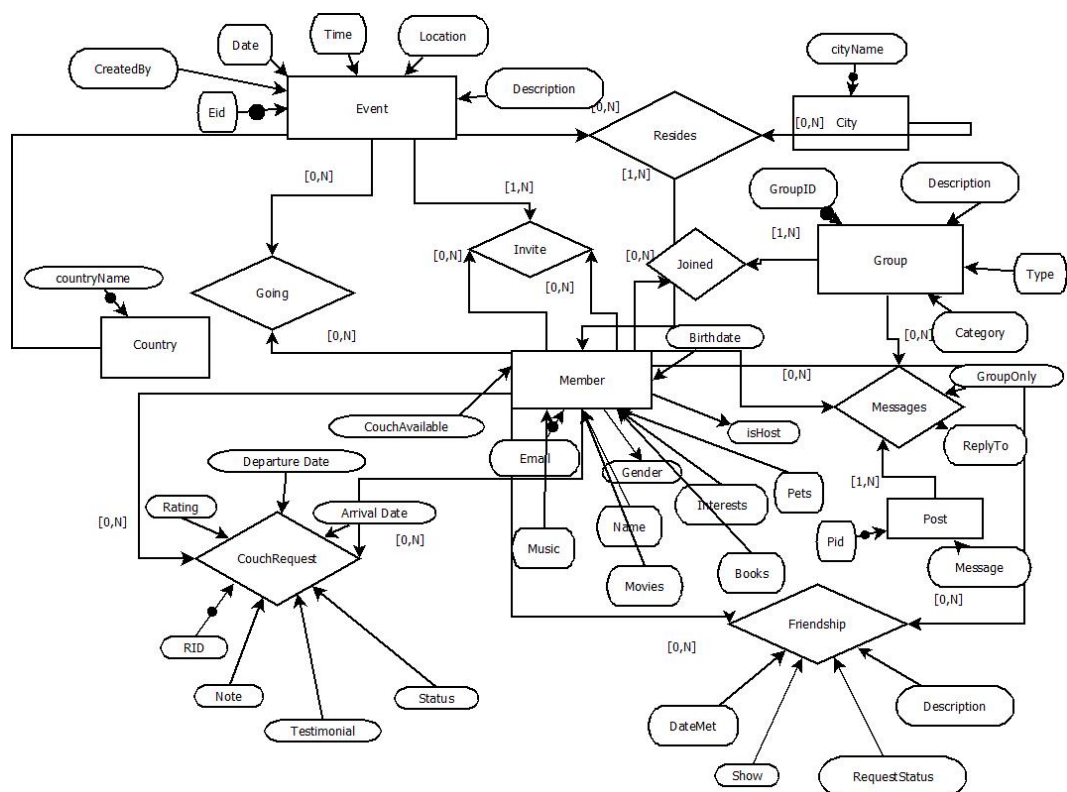 Time
Location
Date
cityName
CreatedBy
Description
Eid
Event
[0,N]
Resides
[0,N]
City
[0,N]
[1,N]
[1,N]
GroupID
Description
[1,N]
[0,N]
Invite
[0,N]
Joined
Group
Type
countryName
Going
[0,N]
Country
[0,N]
Birthdate
Category
[0,N]
Member
[0,N]
GroupOnly
Messages
CouchAvailable
isHost
ReplyTo
Departure Date
Email
Gender
Interests
Pets
[1,N]
Rating
Arrival Date
[0,N]
[0,N]
Name
Post
Music
Pid
CouchRequest
Books
Message
Movies
[0,N]
RID
Friendship
[0,N]
Note
Status
Description
Testimonial
DateMet
Show
RequestStatus